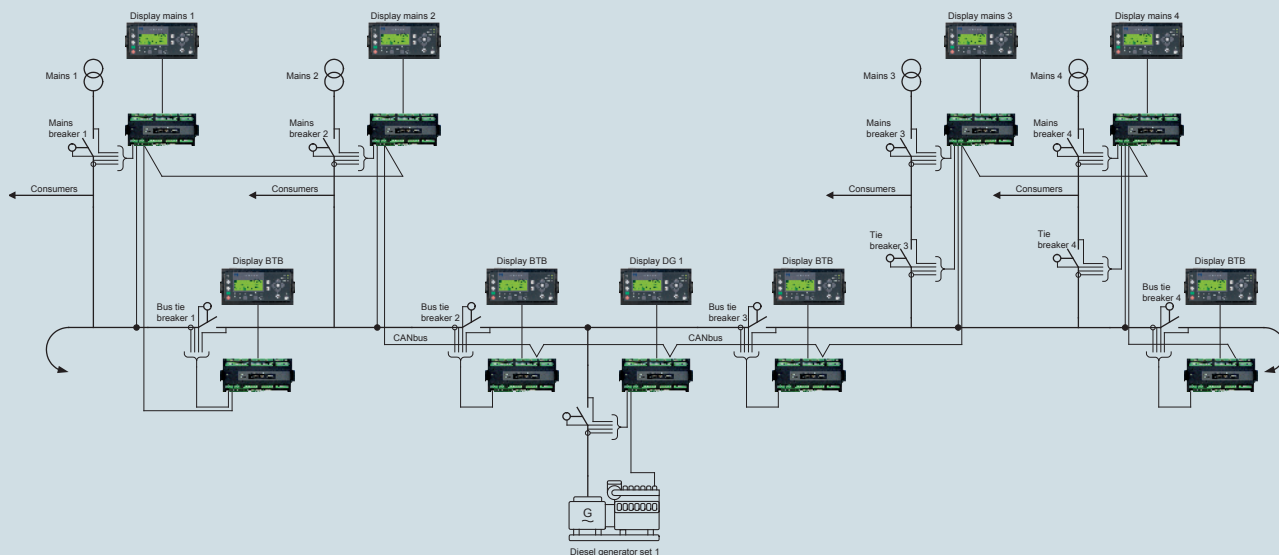 Display mains 1
Display mains 2
Display mains 3
Display mains 4
Mains 1
Mains 2
Mains 3
Mains 4
Mains
breaker 1
Mains
breaker 2
Mains
breaker 3
Mains
breaker 4
Consumers
Consumers
Consumers
Consumers
Tie
breaker 3
Tie
breaker 4
Display BTB
Display BTB
Display DG 1
Display BTB
Display BTB
Bus tie
breaker 1
Bus tie
breaker 2
Bus tie
breaker 3
Bus tie
breaker 4
CANbus
CANbus
G
~
Diesel generator set 1